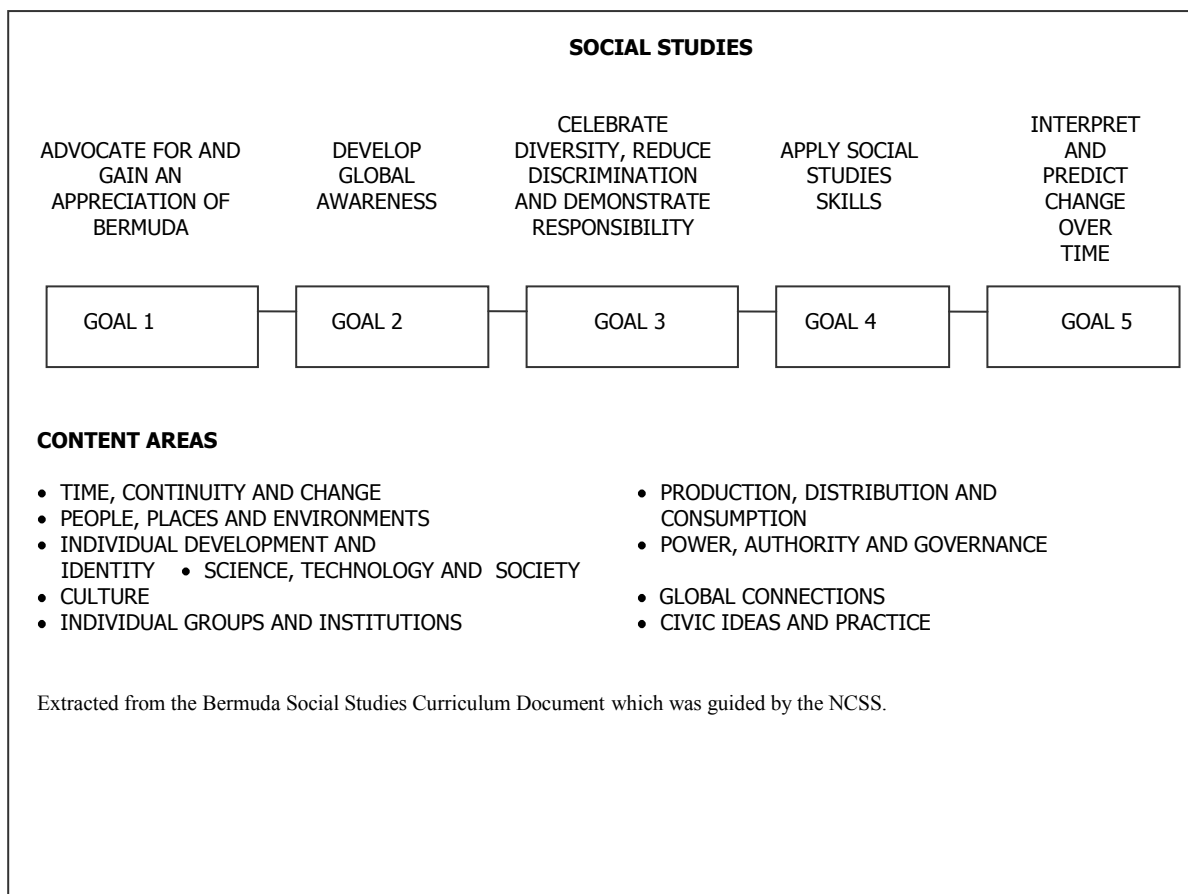 SOCIAL STUDIES
ADVOCATE FOR AND
GAIN AN
APPRECIATION OF
BERMUDA
DEVELOP
GLOBAL
AWARENESS
CELEBRATE
DIVERSITY, REDUCE
DISCRIMINATION
AND DEMONSTRATE
RESPONSIBILITY
APPLY SOCIAL
STUDIES
SKILLS
INTERPRET
AND
PREDICT
CHANGE
OVER
TIME
GOAL 1
GOAL 2
GOAL 3
GOAL 4
GOAL 5
CONTENT AREAS
• TIME, CONTINUITY AND CHANGE
• PEOPLE, PLACES AND ENVIRONMENTS
• INDIVIDUAL DEVELOPMENT AND
IDENTITY • SCIENCE, TECHNOLOGY AND SOCIETY
• CULTURE
• INDIVIDUAL GROUPS AND INSTITUTIONS
• PRODUCTION, DISTRIBUTION AND
CONSUMPTION
• POWER, AUTHORITY AND GOVERNANCE
• GLOBAL CONNECTIONS
• CIVIC IDEAS AND PRACTICE
Extracted from the Bermuda Social Studies Curriculum Document which was guided by the NCSS.